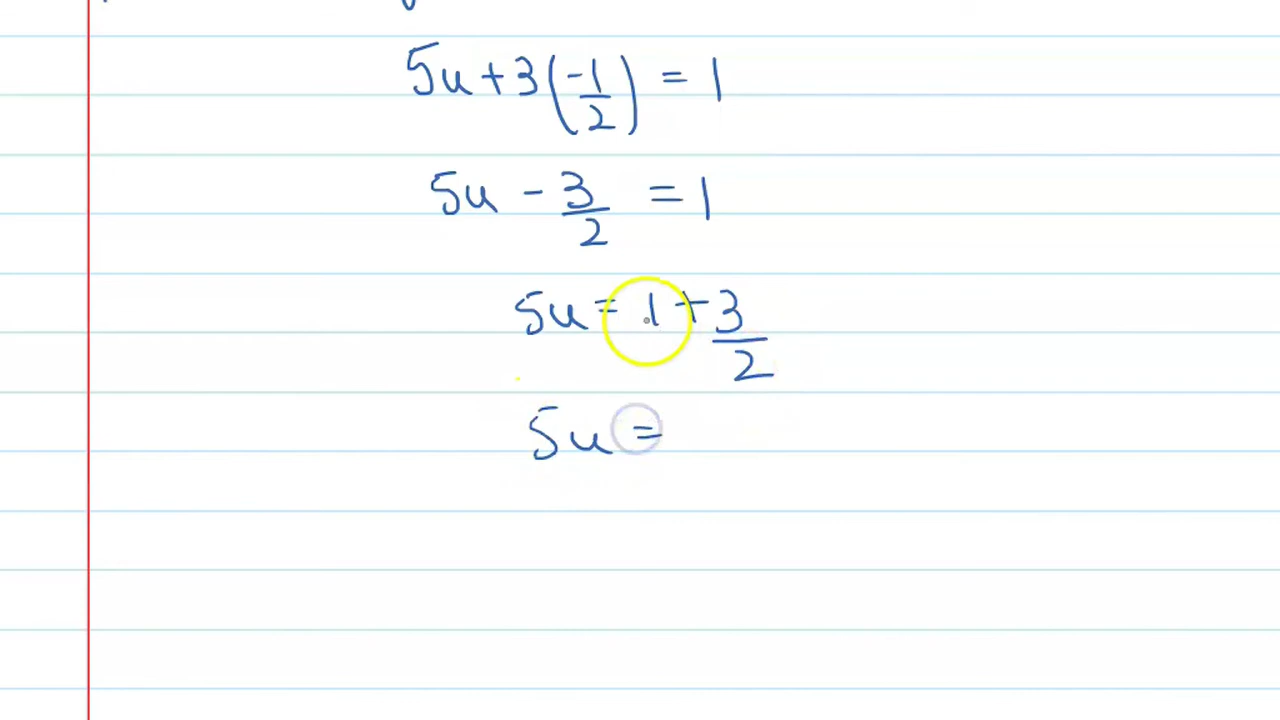 5u + 3(-1/2) = 1
5u - 3/2 = 1
5u = 1 + 3/2
5u =